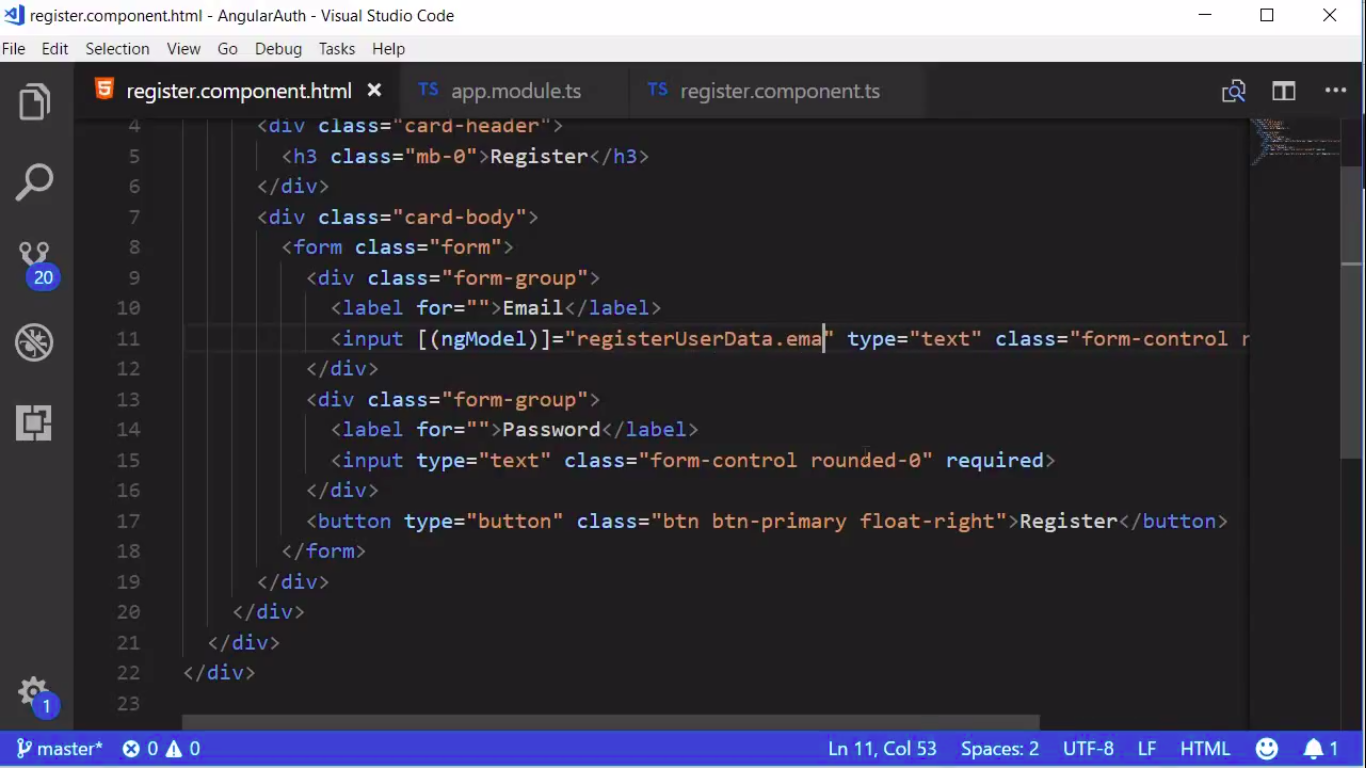 register.component.html - AngularAuth - Visual Studio Code
File Edit Selection View Go Debug Tasks Help
register.component.html TS app.module.ts TS register.component.ts
4 <div class="card-header">
5 <h3 class="mb-0">Register</h3>
6 </div>
7 <div class="card-body">
8 <form class="form">
9 <div class="form-group">
10 <label for="">Email</label>
11 <input [(ngModel)]="registerUserData.ema" type="text" class="form-control r
12 </div>
13 <div class="form-group">
14 <label for="">Password</label>
15 <input type="text" class="form-control rounded-0" required>
16 </div>
17 <button type="button" class="btn btn-primary float-right">Register</button>
18 </form>
19 </div>
20 </div>
21 </div>
22 </div>
23
20
1
master* 0 0 Ln 11, Col 53 Spaces: 2 UTF-8 LF HTML 1